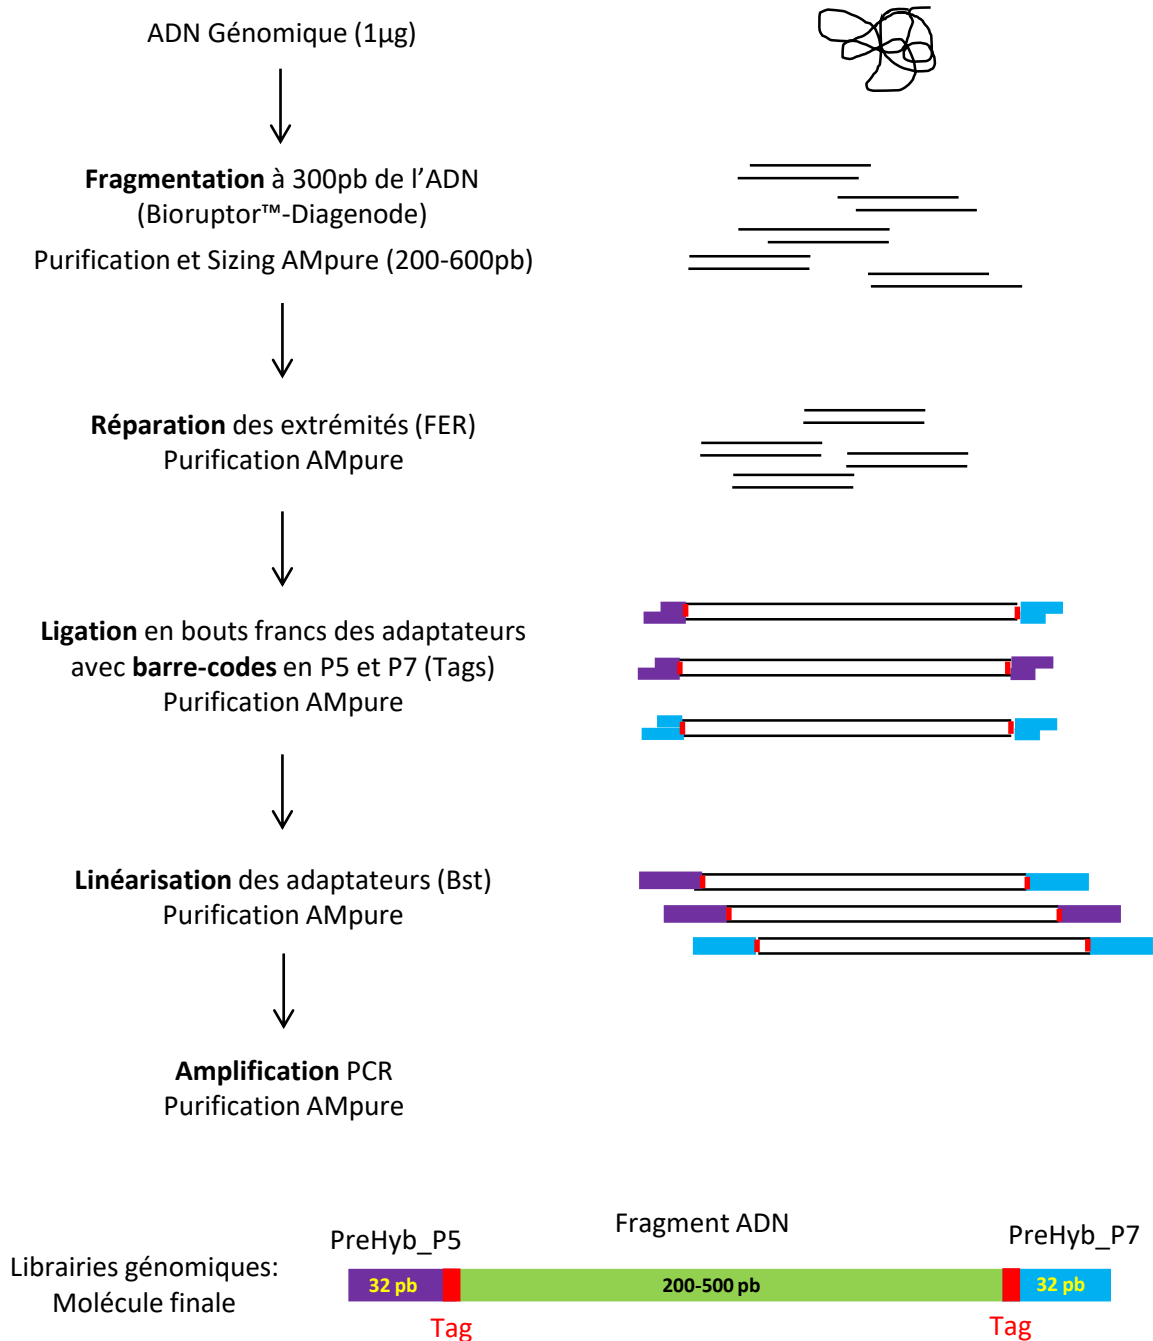 ADN Génomique (1µg)
Fragmentation à 300pb de l’ADN
(Bioruptor™-Diagenode)
Purification et Sizing AMpure (200-600pb)
Réparation des extrémités (FER)
Purification AMpure
Ligation en bouts francs des adaptateurs
avec barre-codes en P5 et P7 (Tags)
Purification AMpure
Linéarisation des adaptateurs (Bst)
Purification AMpure
Amplification PCR
Purification AMpure
Librairies génomiques:
Molécule finale
PreHyb_P5
Fragment ADN
PreHyb_P7
32 pb
200-500 pb
32 pb
Tag
Tag